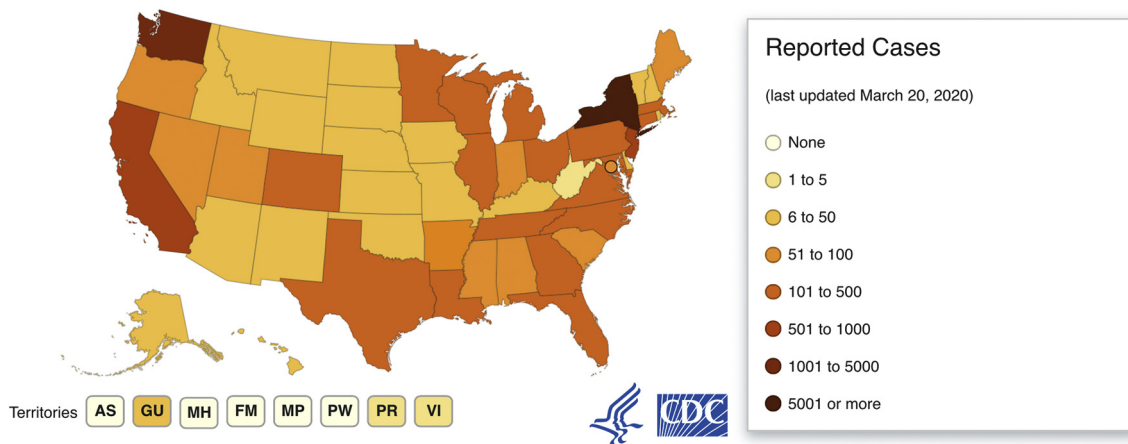 Reported Cases
(last updated March 20, 2020)
None
1 to 5
6 to 50
51 to 100
101 to 500
501 to 1000
1001 to 5000
5001 or more
Territories AS GU MH FM MP PW PR VI
CDC